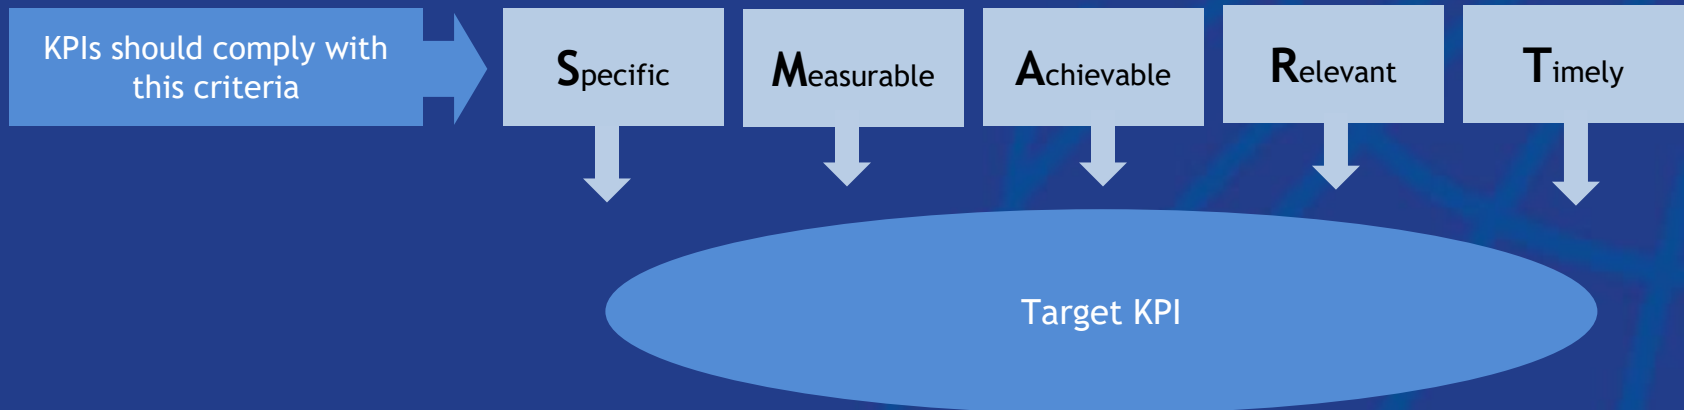 KPIs should comply with
this criteria
Specific
Measurable
Achievable
Relevant
Timely
Target KPI